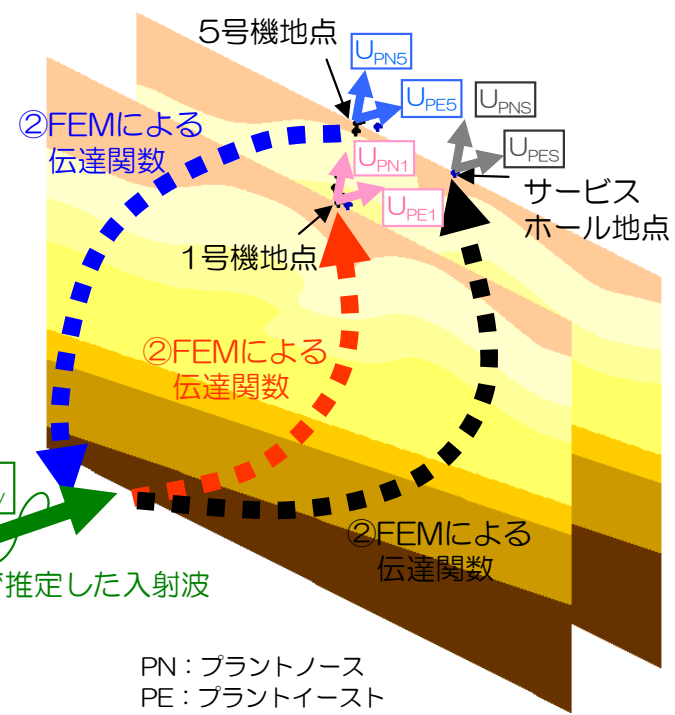 5号機地点
UPN5
UPE5
UPNS
UPES
②FEMによる
伝達関数
UPN1
UPE1
サービス
ホール地点
1号機地点
②FEMによる
伝達関数
②FEMによる
伝達関数
推定した入射波
PN：プラントノース
PE：プラントイースト